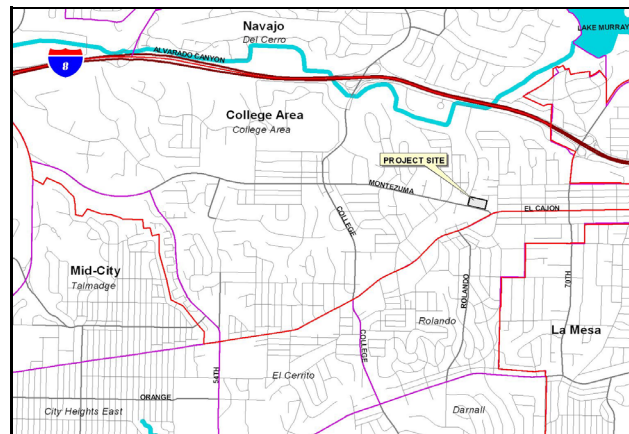 Navajo
Del Cerro
LAKE MURRAY
ALVARADO CANYON
8
College Area
College Area
PROJECT SITE
MONTEZUMA
EL CAJON
COLLEGE
Mid-City
Talmadge
ROLANDO
70TH
Rolando
La Mesa
COLLEGE
54TH
El Cerrito
ORANGE
City Heights East
Darnall